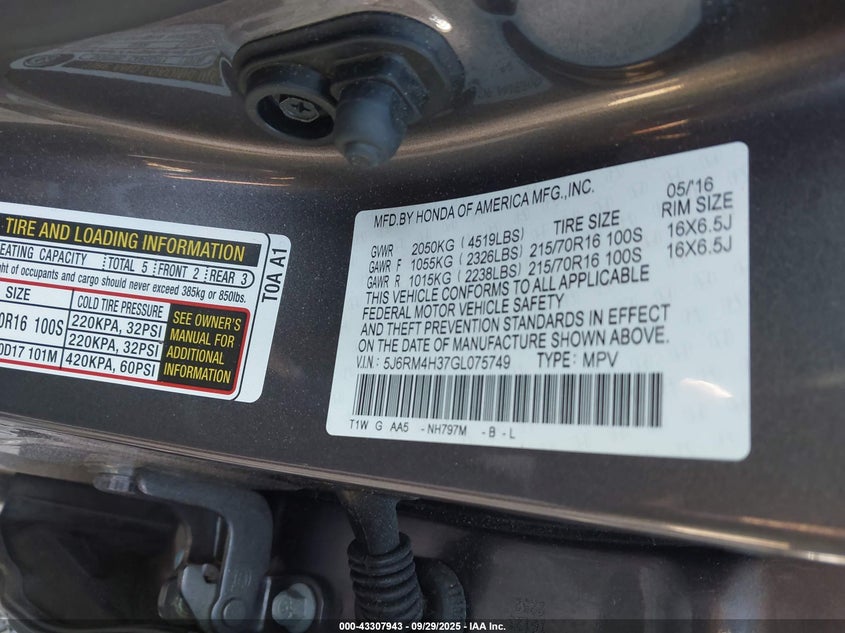 TIRE AND LOADING INFORMATION
EATING CAPACITY TOTAL 5 FRONT 2 REAR 3
ght of occupants and cargo should never exceed 385kg or 850lbs.
SIZE COLD TIRE PRESSURE
0R16 100S 220KPA, 32PSI
220KPA, 32PSI
0D17 101M 420KPA, 60PSI
SEE OWNER'S
MANUAL FOR
ADDITIONAL
INFORMATION
T0A A1
MFD.BY HONDA OF AMERICA MFG.,INC. 05/'16
TIRE SIZE RIM SIZE
GVWR 2050KG (4519LBS)
GAWR F 1055KG (2326LBS) 215/70R16 100S 16X6.5J
GAWR R 1015KG (2238LBS) 215/70R16 100S 16X6.5J
THIS VEHICLE CONFORMS TO ALL APPLICABLE
FEDERAL MOTOR VEHICLE SAFETY
AND THEFT PREVENTION STANDARDS IN EFFECT
ON THE DATE OF MANUFACTURE SHOWN ABOVE.
V.I.N.: 5J6RM4H37GL075749 TYPE: MPV
T1W G AA5 -NH797M -B-L
000-43307943 - 09/29/2025 - IAA Inc.